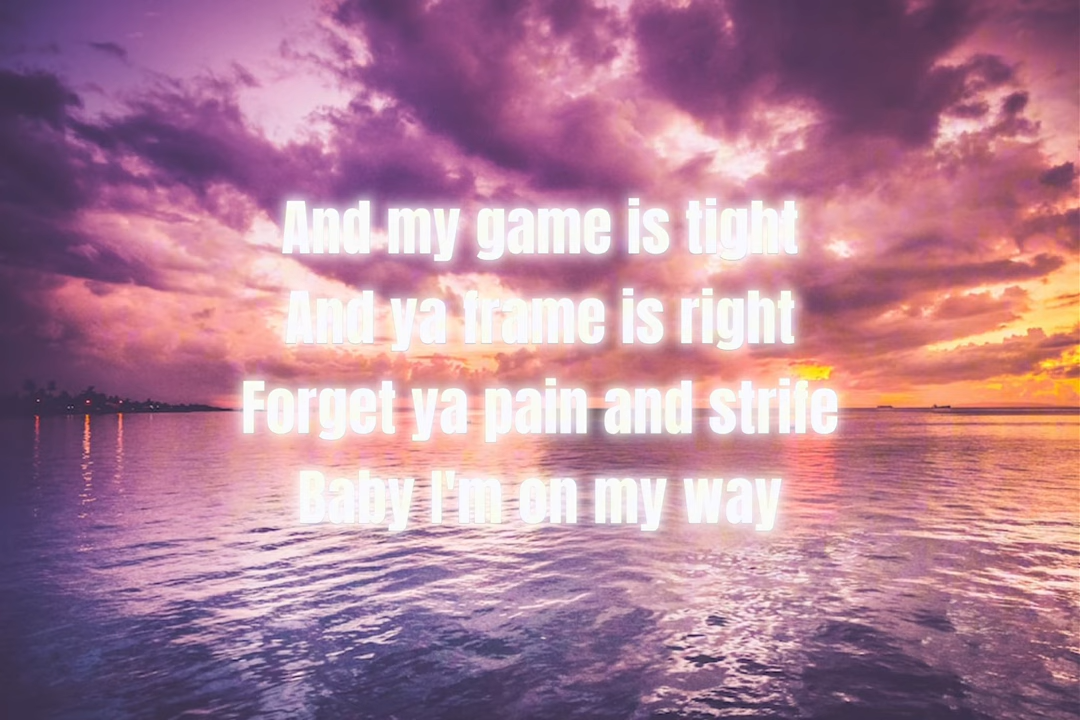 And my game is tight
And ya frame is right
Forget ya pain and strife
Baby I'm on my way